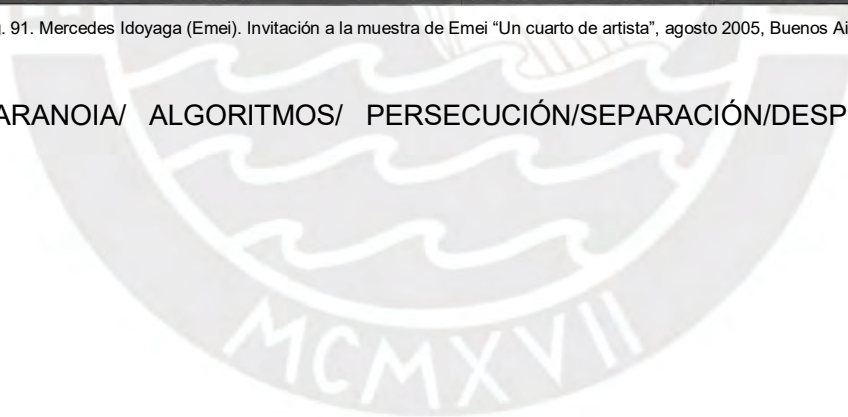 . 91. Mercedes Idoyaga (Emei). Invitación a la muestra de Emei “Un cuarto de artista”, agosto 2005, Buenos Ai
ARANOIA/ ALGORITMOS/ PERSECUCIÓN/SEPARACIÓN/DESP
MCMXVII